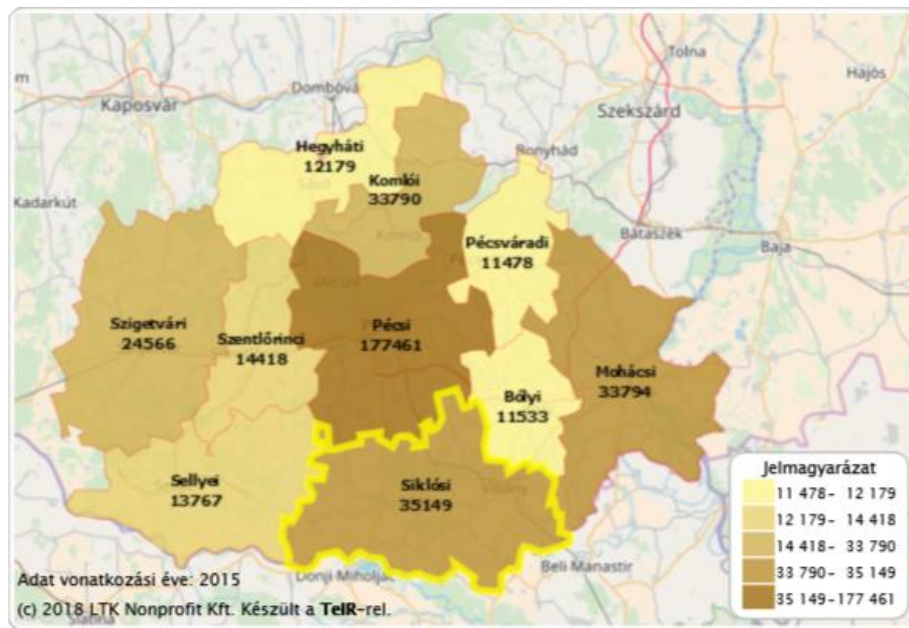 Tolna
Hajós
Dombóvá
Kaposvár
Szekszárd
Hegyháti
12179
Ronyhád
Komlói
33790
Kadarkút
Bátaszék
Baja
Pécsváradi
11478
Szigetvári
24566
Szentlőrinci
14418
Pécsi
177461
Mohácsi
33794
Bólyi
11533
Sellyei
13767
Siklósi
35149
Jelmagyarázat
11 478- 12 179
12 179- 14 418
14 418- 33 790
33 790- 35 149
35 149-177 461
Donji Miholjac
Beli Manastir
Adat vonatkozási éve: 2015
(c) 2018 LTK Nonprofit Kft. Készült a TeIR-rel.
Slatina